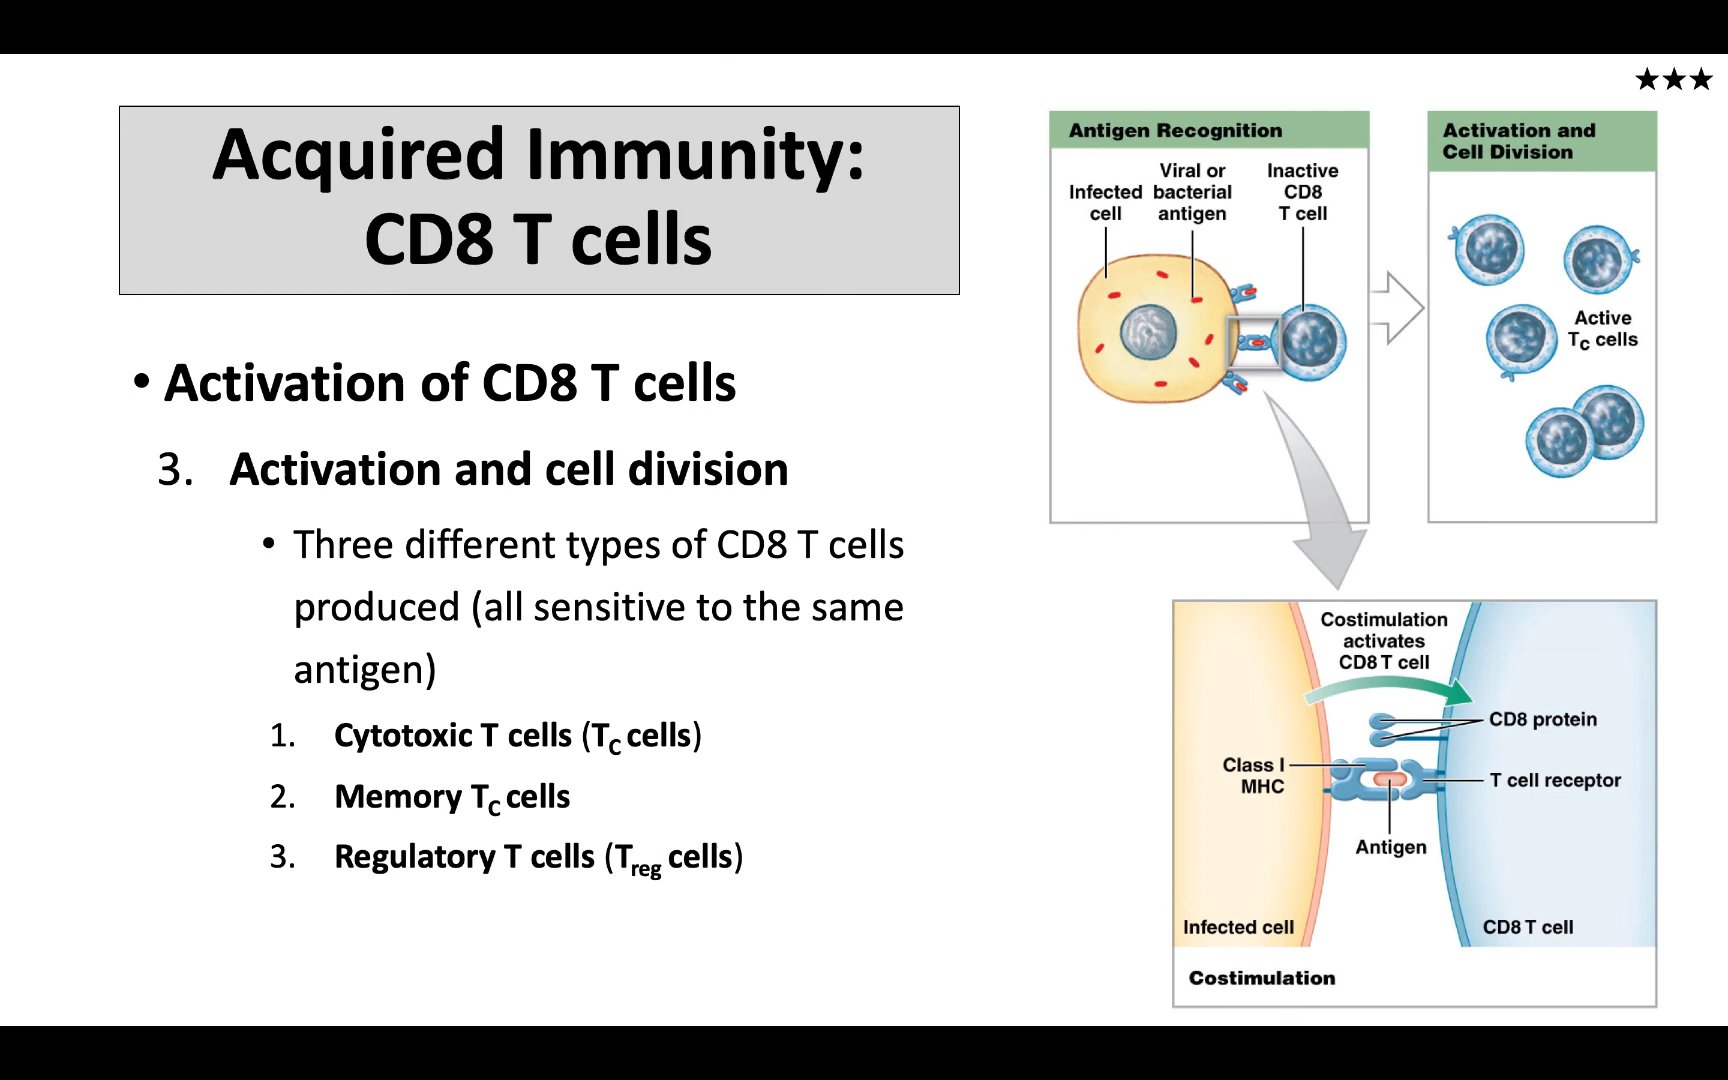 ★★★
Acquired Immunity:
CD8 T cells
• Activation of CD8 T cells
3. Activation and cell division
• Three different types of CD8 T cells
produced (all sensitive to the same
antigen)
1. Cytotoxic T cells (TC cells)
2. Memory TC cells
3. Regulatory T cells (Treg cells)
Antigen Recognition
Infected
cell
Viral or
bacterial
antigen
Inactive
CD8
T cell
Activation and
Cell Division
Active
TC cells
Costimulation
activates
CD8 T cell
CD8 protein
Class I
MHC
T cell receptor
Antigen
Infected cell
CD8 T cell
Costimulation